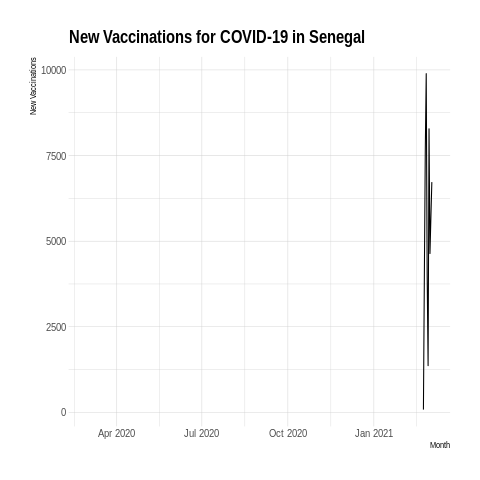 New Vaccinations for COVID-19 in Senegal
New Vaccinations
10000
7500
5000
2500
0
Apr 2020
Jul 2020
Oct 2020
Jan 2021
Month